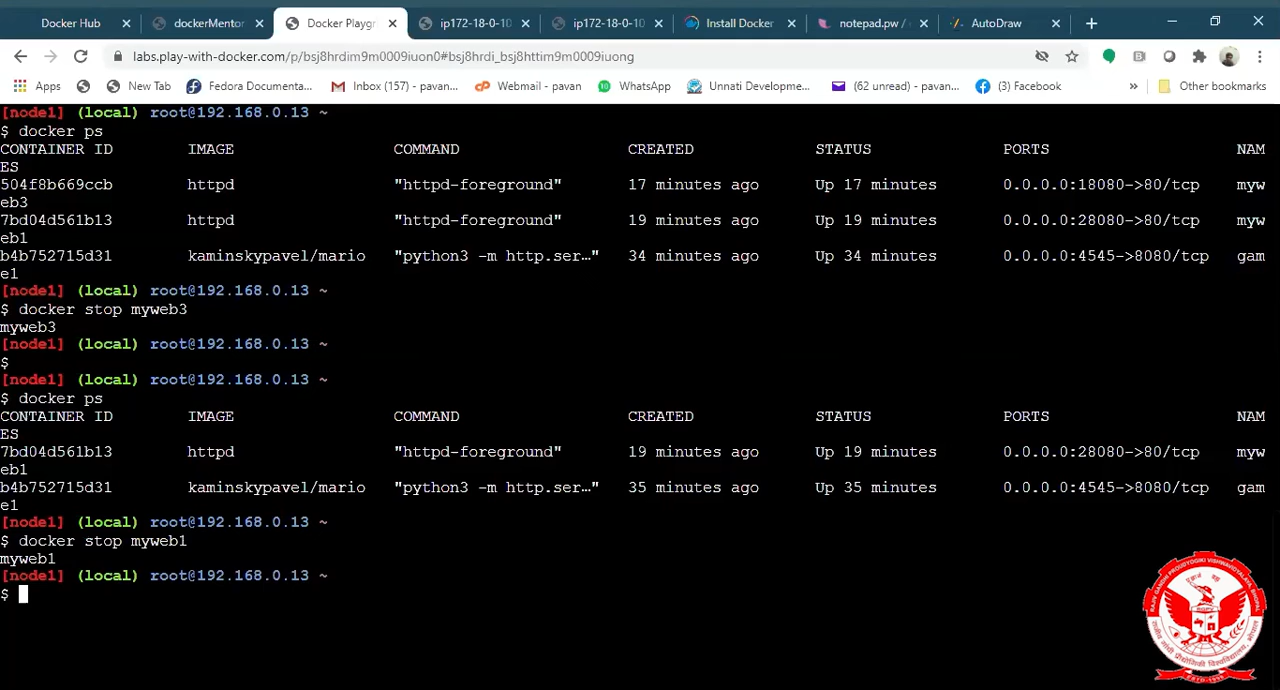 Docker Hub
dockerMentor
Docker Playgr
ip172-18-0-10
ip172-18-0-10
Install Docker
notepad.pw /
AutoDraw
labs.play-with-docker.com/p/bsj8hrdim9m0009iuon0#bsj8hrdi_bsj8httim9m0009iuong
Apps
New Tab
Fedora Documenta...
Inbox (157) - pavan...
Webmail - pavan
WhatsApp
Unnati Developme...
(62 unread) - pavan...
(3) Facebook
»
Other bookmarks
[node1] (local) root@192.168.0.13 ~
$ docker ps
CONTAINER ID IMAGE COMMAND CREATED STATUS PORTS NAM
ES
504f8b669ccb httpd "httpd-foreground" 17 minutes ago Up 17 minutes 0.0.0.0:18080->80/tcp myw
eb3
7bd04d561b13 httpd "httpd-foreground" 19 minutes ago Up 19 minutes 0.0.0.0:28080->80/tcp myw
eb1
b4b752715d31 kaminskypavel/mario "python3 -m http.ser…" 34 minutes ago Up 34 minutes 0.0.0.0:4545->8080/tcp gam
e1
[node1] (local) root@192.168.0.13 ~
$ docker stop myweb3
myweb3
[node1] (local) root@192.168.0.13 ~
$
[node1] (local) root@192.168.0.13 ~
$ docker ps
CONTAINER ID IMAGE COMMAND CREATED STATUS PORTS NAM
ES
7bd04d561b13 httpd "httpd-foreground" 19 minutes ago Up 19 minutes 0.0.0.0:28080->80/tcp myw
eb1
b4b752715d31 kaminskypavel/mario "python3 -m http.ser…" 35 minutes ago Up 35 minutes 0.0.0.0:4545->8080/tcp gam
e1
[node1] (local) root@192.168.0.13 ~
$ docker stop myweb1
myweb1
[node1] (local) root@192.168.0.13 ~
$
RAJIV GANDHI PROUDYOGIKI VISHWAVIDYALAYA, BHOPAL